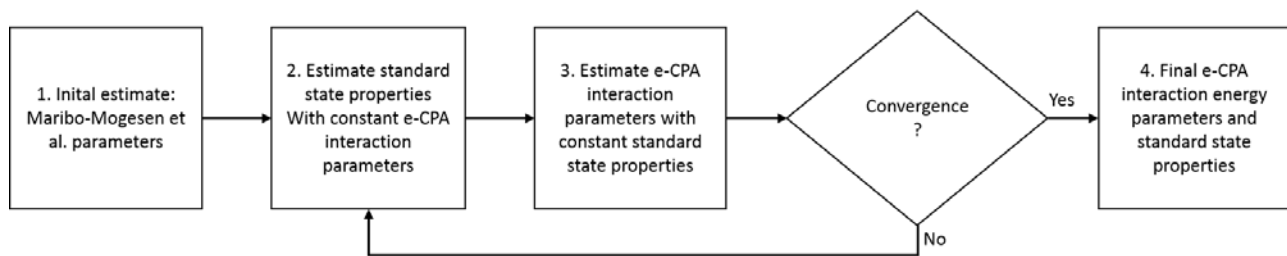 1. Inital estimate:
Maribo-Mogesen et
al. parameters
2. Estimate standard
state properties
With constant e-CPA
interaction
parameters
3. Estimate e-CPA
interaction
parameters with
constant standard
state properties
Convergence
?
Yes
No
4. Final e-CPA
interaction energy
parameters and
standard state
properties